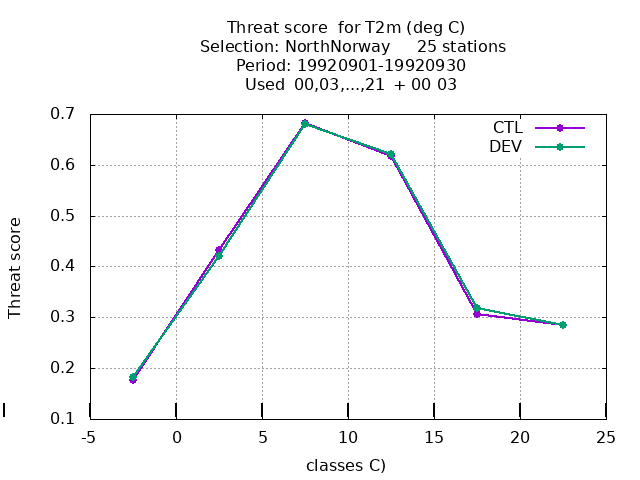 Threat score for T2m (deg C)
Selection: NorthNorway 25 stations
Period: 19920901-19920930
Used 00,03,...,21 + 00 03
CTL
DEV
Threat score
0.7
0.6
0.5
0.4
0.3
0.2
0.1
-5 0 5 10 15 20 25
classes C)